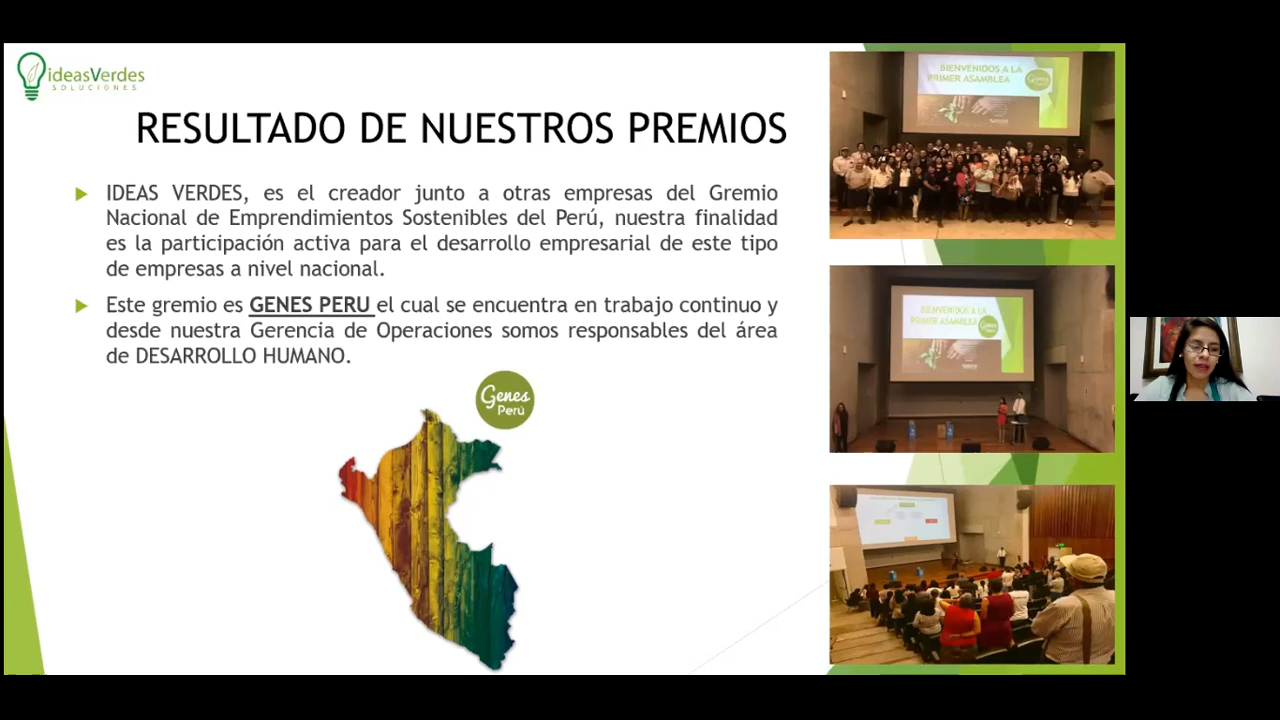 ideasVerdes
SOLUCIONES
RESULTADO DE NUESTROS PREMIOS
IDEAS VERDES, es el creador junto a otras empresas del Gremio
Nacional de Emprendimientos Sostenibles del Perú, nuestra finalidad
es la participación activa para el desarrollo empresarial de este tipo
de empresas a nivel nacional.
Este gremio es GENES PERU el cual se encuentra en trabajo continuo y
desde nuestra Gerencia de Operaciones somos responsables del área
de DESARROLLO HUMANO.
Genes
Perú
BIENVENIDOS A LA
PRIMER ASAMBLEA
Genes
BIENVENIDOS A LA
PRIMER ASAMBLEA
Genes